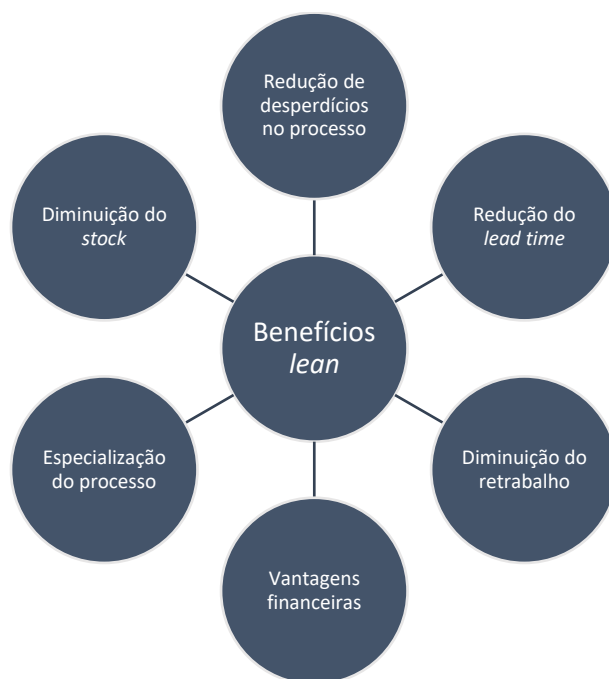 Redução de
desperdícios
no processo
Diminuição do
stock
Redução do
lead time
Benefícios
lean
Especialização
do processo
Diminuição do
retrabalho
Vantagens
financeiras